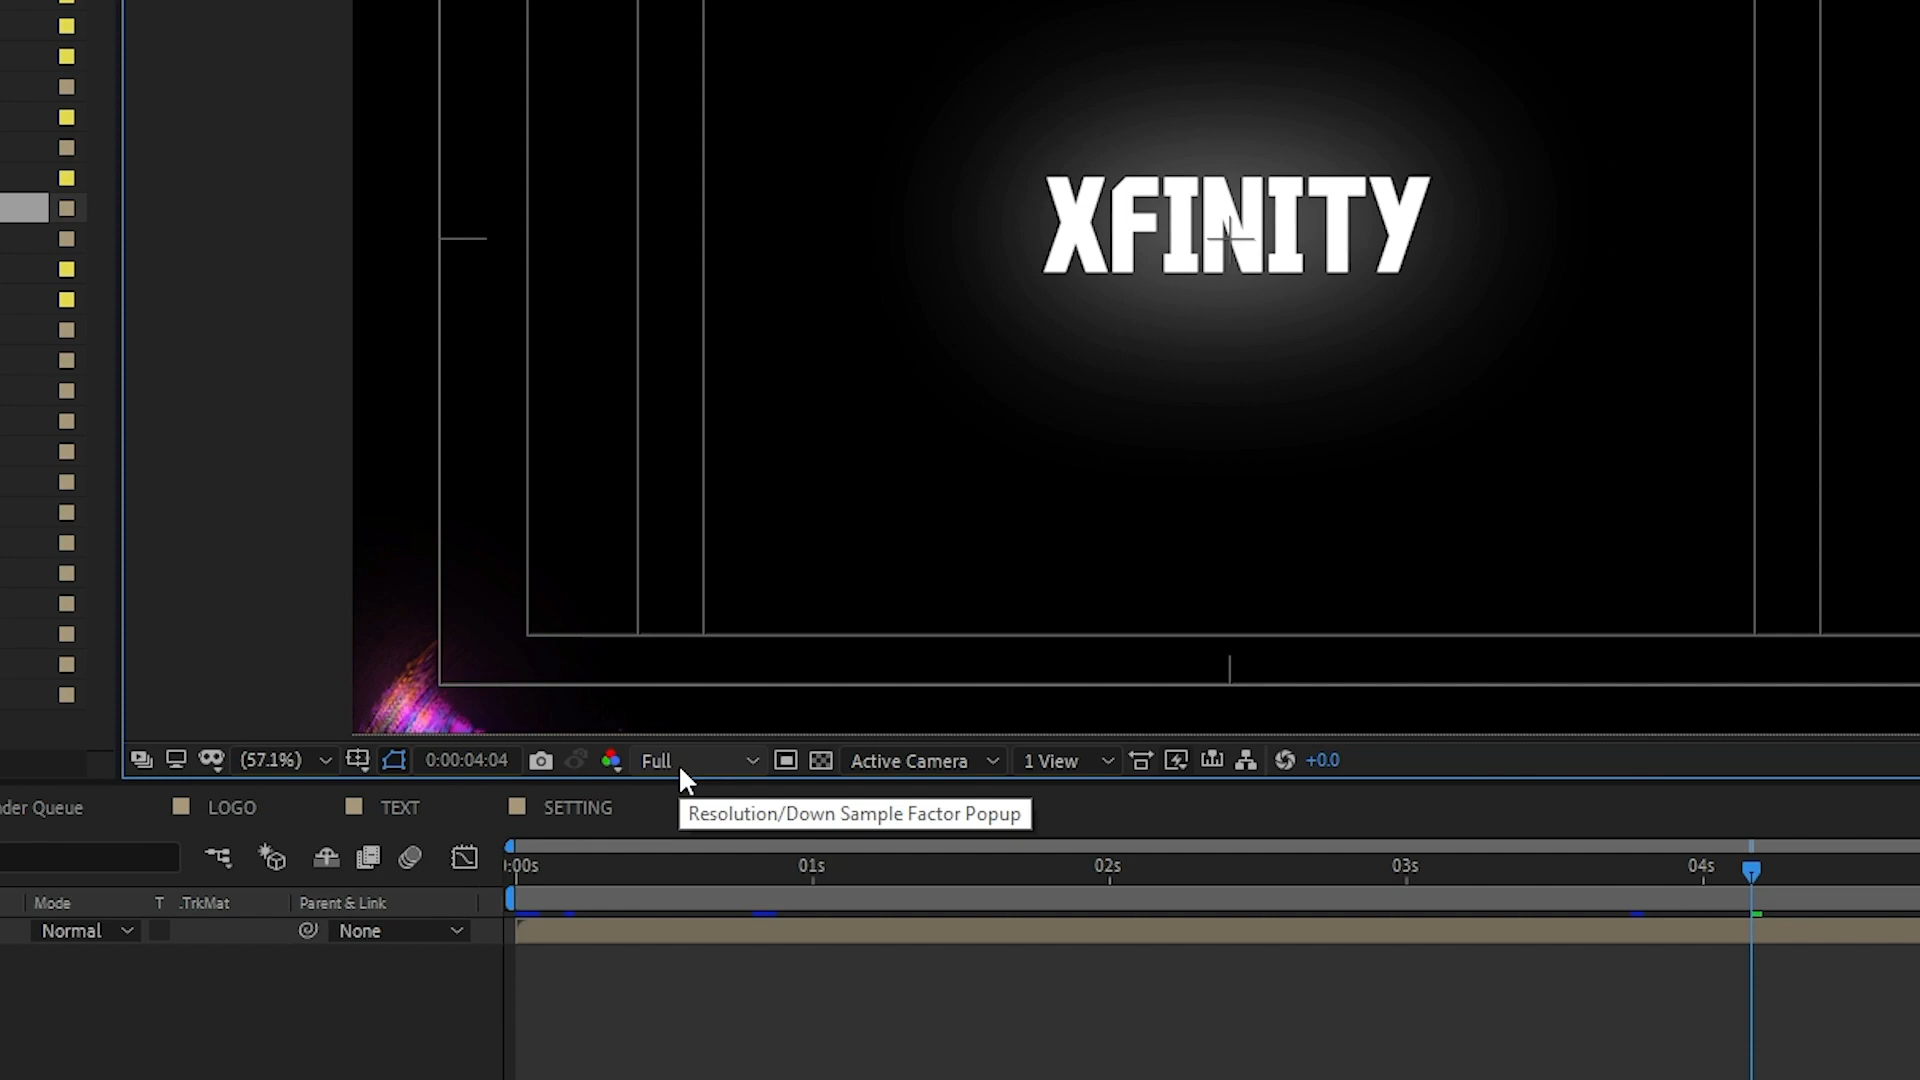 XFINITY
(57.1%) 0:00:04:04 Full Active Camera 1 View +0.0
der Queue LOGO TEXT SETTING
Resolution/Down Sample Factor Popup
:00s 01s 02s 03s 04s
Mode T .TrkMat Parent & Link
Normal None